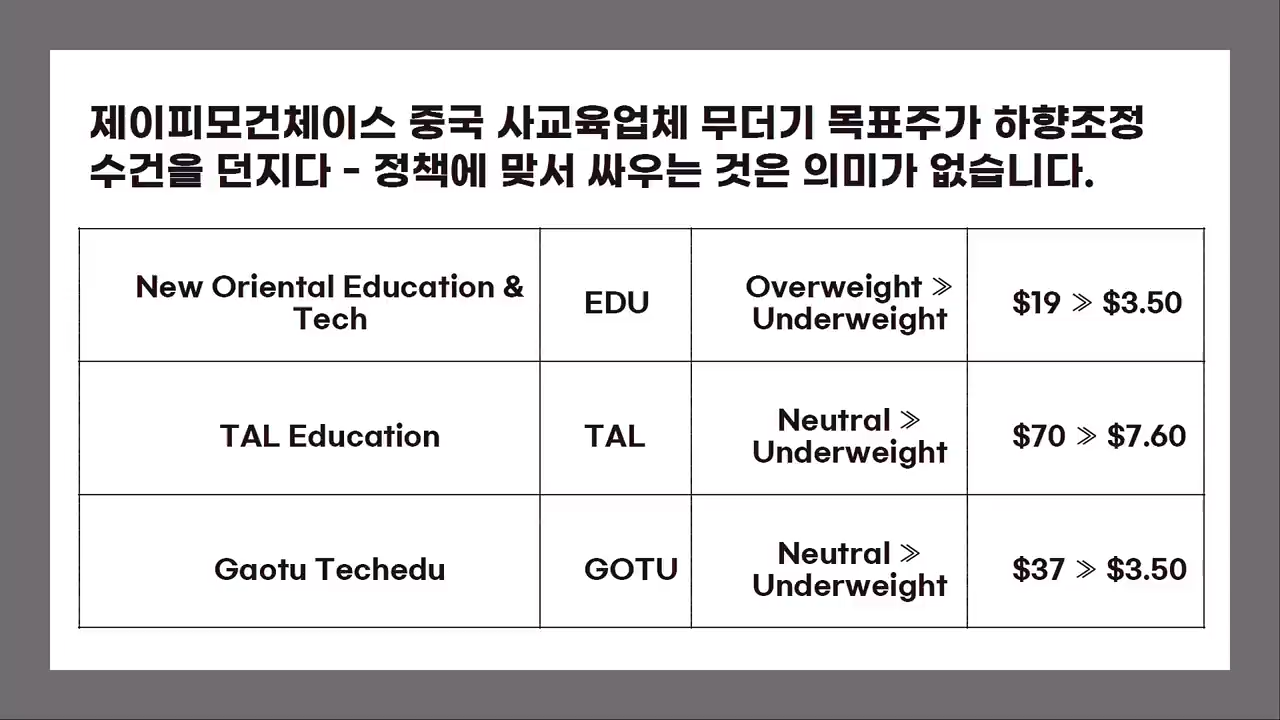 제이피모건체이스 중국 사교육업체 무더기 목표주가 하향조정
수건을 던지다 - 정책에 맞서 싸우는 것은 의미가 없습니다.
New Oriental Education &
Tech
EDU
Overweight ≫
Underweight
$19 ≫ $3.50
TAL Education
TAL
Neutral ≫
Underweight
$70 ≫ $7.60
Gaotu Techedu
GOTU
Neutral ≫
Underweight
$37 ≫ $3.50